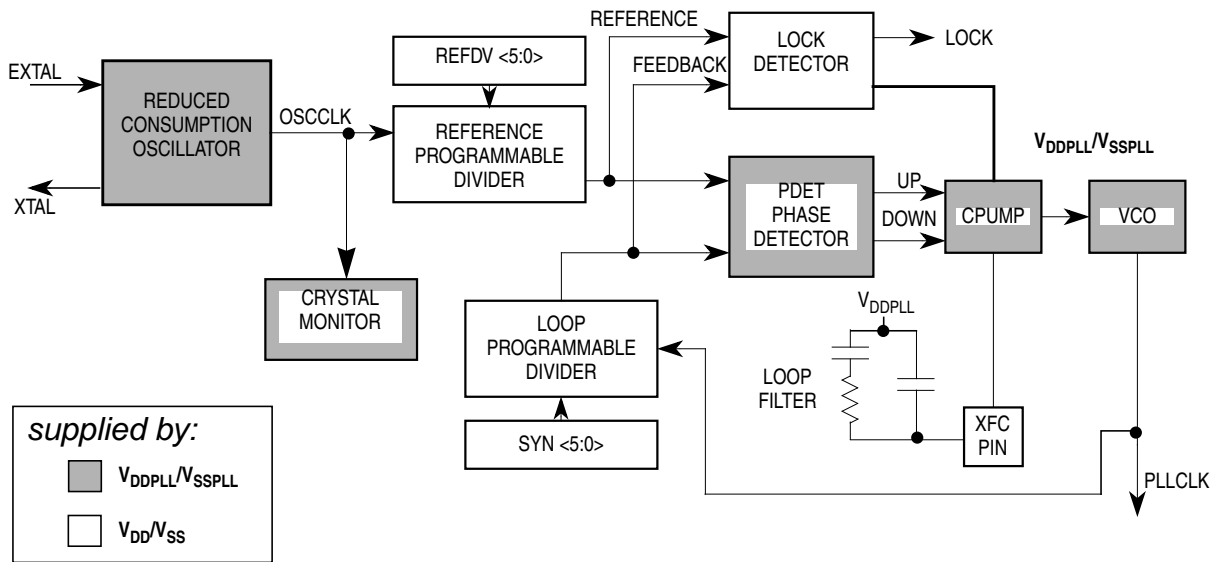 REFERENCE
LOCK
DETECTOR
LOCK
REFDV <5:0>
FEEDBACK
EXTAL
REDUCED
CONSUMPTION
OSCILLATOR
OSCCLK
REFERENCE
PROGRAMMABLE
DIVIDER
XTAL
PDET
PHASE
DETECTOR
UP
DOWN
CPUMP
VDDPLL/VSSPLL
VCO
CRYSTAL
MONITOR
LOOP
PROGRAMMABLE
DIVIDER
SYN <5:0>
VDDPLL
LOOP
FILTER
XFC
PIN
PLLCLK
supplied by:
VDDPLL/VSSPLL
VDD/VSS